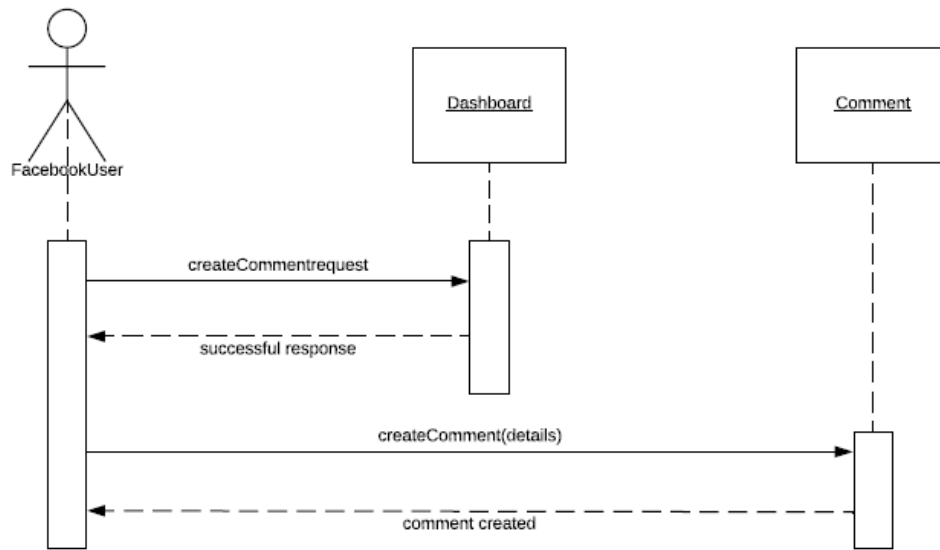 Dashboard
Comment
FacebookUser
createCommentrequest
successful response
createComment(details)
comment created